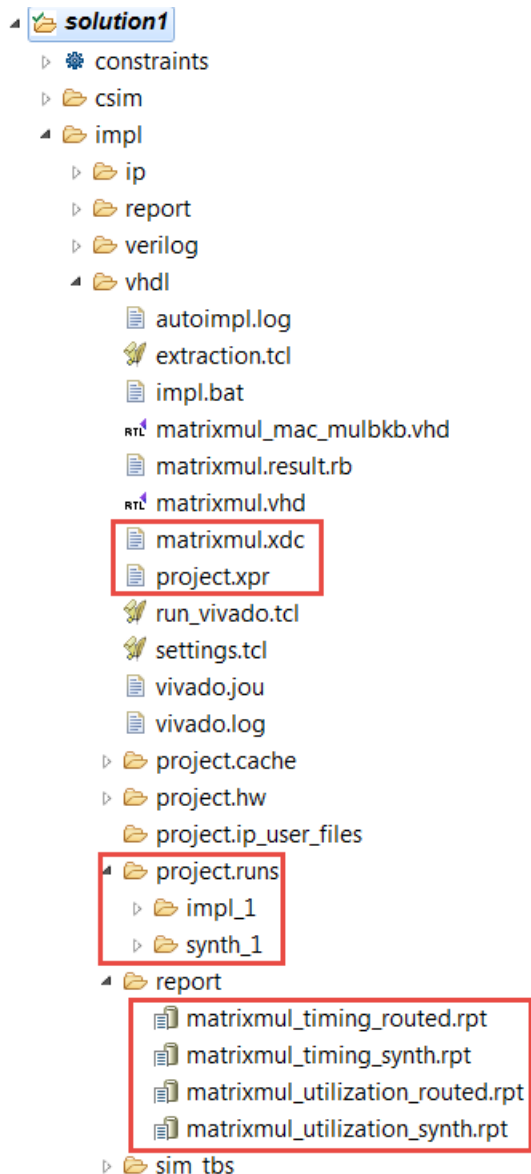 solution1
constraints
csim
impl
ip
report
verilog
vhdl
autoimpl.log
extraction.tcl
impl.bat
RTL matrixmul_mac_mulbkb.vhd
matrixmul.result.rb
RTL matrixmul.vhd
matrixmul.xdc
project.xpr
run_vivado.tcl
settings.tcl
vivado.jou
vivado.log
project.cache
project.hw
project.ip_user_files
project.runs
impl_1
synth_1
report
matrixmul_timing_routed.rpt
matrixmul_timing_synth.rpt
matrixmul_utilization_routed.rpt
matrixmul_utilization_synth.rpt
sim_tbs